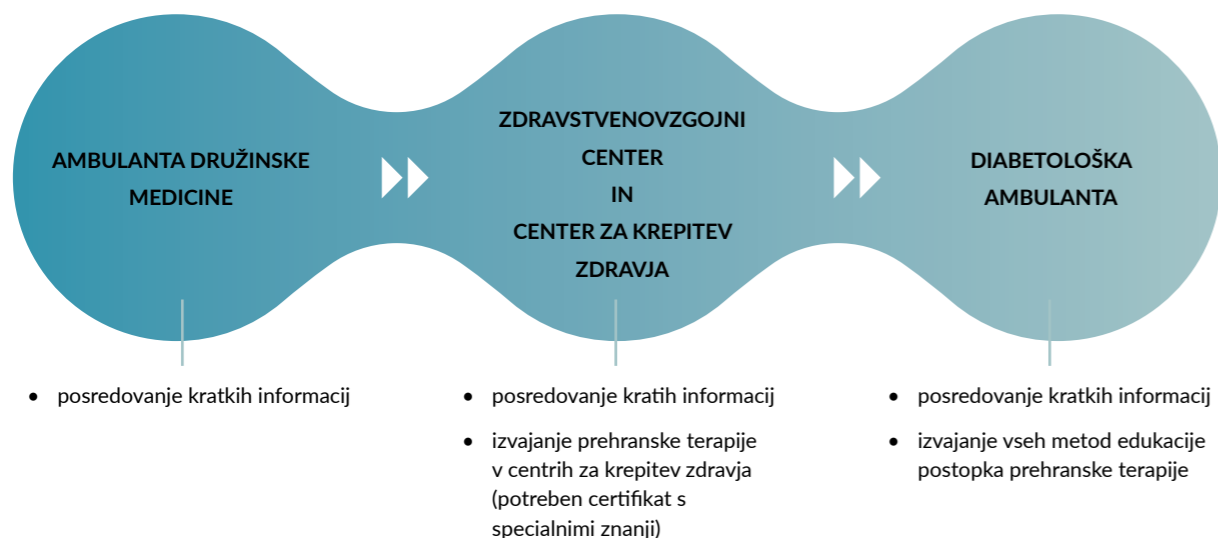 AMBULANTA DRUŽINSKE
MEDICINE
ZDRAVSTVENOVZGOJNI
CENTER
IN
CENTER ZA KREPITEV
ZDRAVJA
DIABETOLOŠKA
AMBULANTA
• posredovanje kratkih informacij
• posredovanje kratih informacij
• izvajanje prehranske terapije
v centrih za krepitev zdravja
(potreben certifikat s
specialnimi znanji)
• posredovanje kratkih informacij
• izvajanje vseh metod edukacije
postopka prehranske terapije